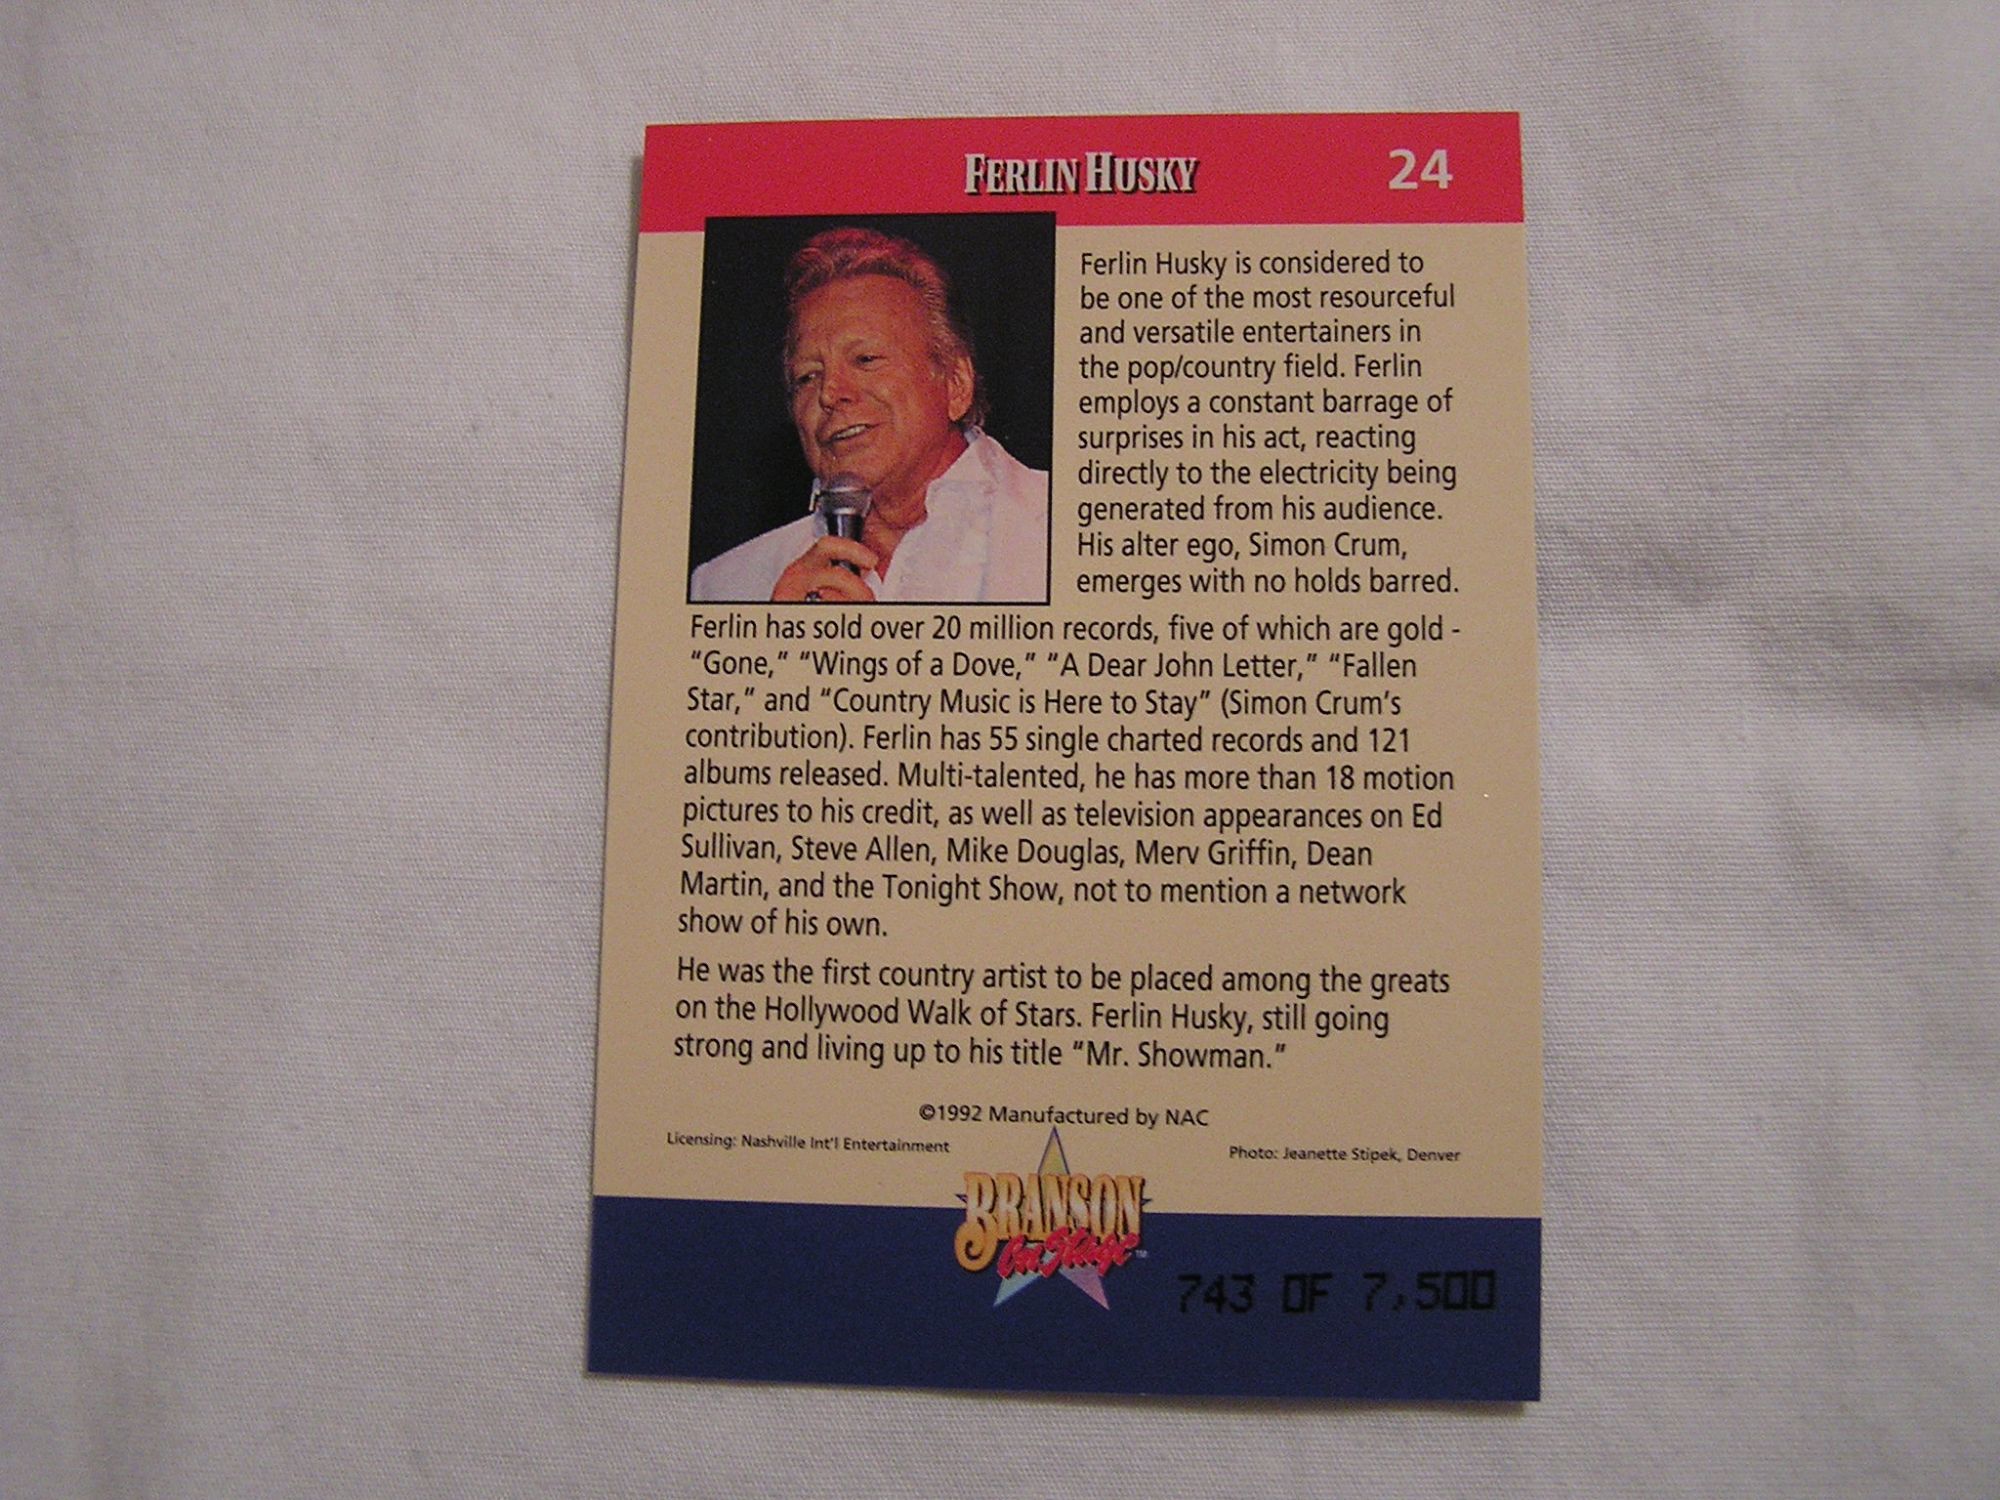 FERLIN HUSKY 24
Ferlin Husky is considered to
be one of the most resourceful
and versatile entertainers in
the pop/country field. Ferlin
employs a constant barrage of
surprises in his act, reacting
directly to the electricity being
generated from his audience.
His alter ego, Simon Crum,
emerges with no holds barred.
Ferlin has sold over 20 million records, five of which are gold -
“Gone,” “Wings of a Dove,” “A Dear John Letter,” “Fallen
Star,” and “Country Music is Here to Stay” (Simon Crum’s
contribution). Ferlin has 55 single charted records and 121
albums released. Multi-talented, he has more than 18 motion
pictures to his credit, as well as television appearances on Ed
Sullivan, Steve Allen, Mike Douglas, Merv Griffin, Dean
Martin, and the Tonight Show, not to mention a network
show of his own.
He was the first country artist to be placed among the greats
on the Hollywood Walk of Stars. Ferlin Husky, still going
strong and living up to his title “Mr. Showman.”
©1992 Manufactured by NAC
Licensing: Nashville Int'l Entertainment
Photo: Jeanette Stipek, Denver
BRANSON
On Stage™
743 OF 7,500